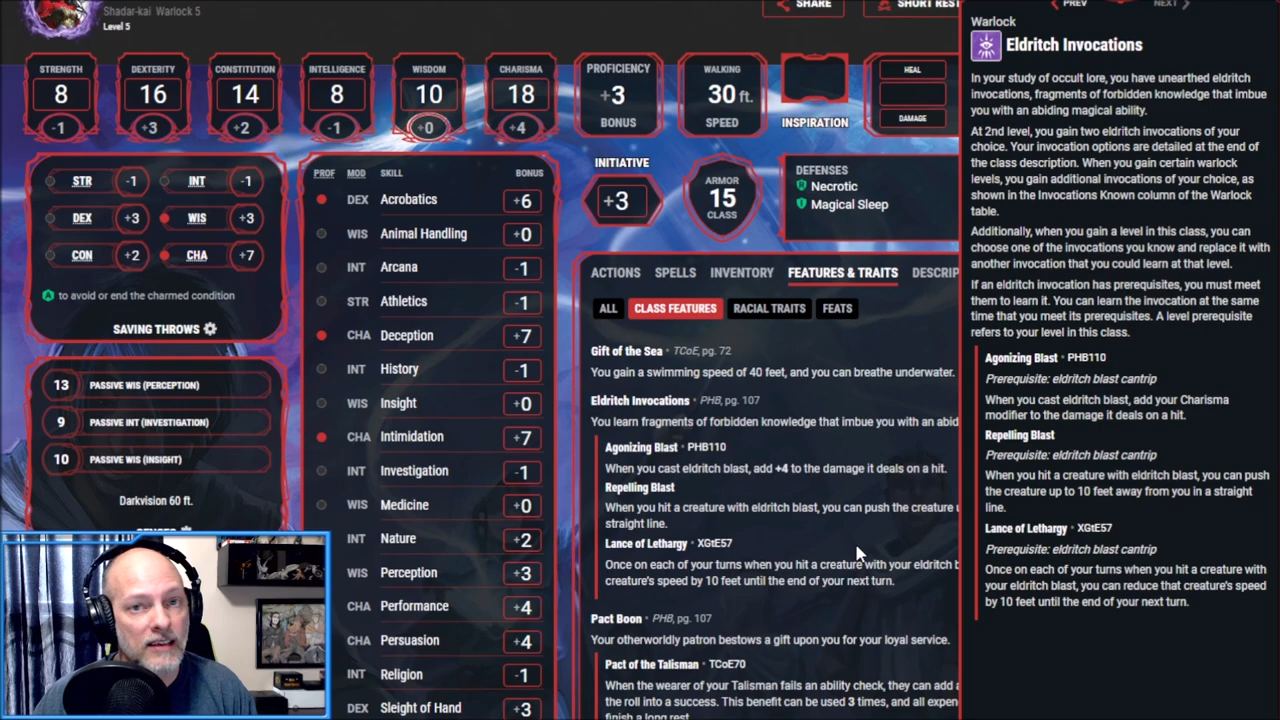 Shadar-kai Warlock 5
Level 5
SHARE
SHORT REST
STRENGTH
8
-1
DEXTERITY
16
+3
CONSTITUTION
14
+2
INTELLIGENCE
8
-1
WISDOM
10
+0
CHARISMA
18
+4
PROFICIENCY
+3
BONUS
WALKING
30 ft.
SPEED
INSPIRATION
HEAL
DAMAGE
STR -1
INT -1
DEX +3
WIS +3
CON +2
CHA +7
A to avoid or end the charmed condition
SAVING THROWS
13 PASSIVE WIS (PERCEPTION)
9 PASSIVE INT (INVESTIGATION)
10 PASSIVE WIS (INSIGHT)
Darkvision 60 ft.
PROF MOD SKILL BONUS
DEX Acrobatics +6
WIS Animal Handling +0
INT Arcana -1
STR Athletics -1
CHA Deception +7
INT History -1
WIS Insight +0
CHA Intimidation +7
INT Investigation -1
WIS Medicine +0
INT Nature +2
WIS Perception +3
CHA Performance +4
CHA Persuasion +4
INT Religion -1
DEX Sleight of Hand +3
INITIATIVE
+3
ARMOR
15
CLASS
DEFENSES
Necrotic
Magical Sleep
ACTIONS SPELLS INVENTORY FEATURES & TRAITS DESCRIP
ALL CLASS FEATURES RACIAL TRAITS FEATS
Gift of the Sea • TCoE, pg. 72
You gain a swimming speed of 40 feet, and you can breathe underwater.
Eldritch Invocations • PHB, pg. 107
You learn fragments of forbidden knowledge that imbue you with an abid
Agonizing Blast • PHB110
When you cast eldritch blast, add +4 to the damage it deals on a hit.
Repelling Blast
When you hit a creature with eldritch blast, you can push the creature u
straight line.
Lance of Lethargy • XGtE57
Once on each of your turns when you hit a creature with your eldritch b
creature's speed by 10 feet until the end of your next turn.
Pact Boon • PHB, pg. 107
Your otherworldly patron bestows a gift upon you for your loyal service.
Pact of the Talisman • TCoE70
When the wearer of your Talisman fails an ability check, they can add a
the roll into a success. This benefit can be used 3 times, and all expen
finish a long rest.
PREV NEXT
Warlock
Eldritch Invocations
In your study of occult lore, you have unearthed eldritch
invocations, fragments of forbidden knowledge that imbue
you with an abiding magical ability.
At 2nd level, you gain two eldritch invocations of your
choice. Your invocation options are detailed at the end of
the class description. When you gain certain warlock
levels, you gain additional invocations of your choice, as
shown in the Invocations Known column of the Warlock
table.
Additionally, when you gain a level in this class, you can
choose one of the invocations you know and replace it with
another invocation that you could learn at that level.
If an eldritch invocation has prerequisites, you must meet
them to learn it. You can learn the invocation at the same
time that you meet its prerequisites. A level prerequisite
refers to your level in this class.
Agonizing Blast • PHB110
Prerequisite: eldritch blast cantrip
When you cast eldritch blast, add your Charisma
modifier to the damage it deals on a hit.
Repelling Blast
Prerequisite: eldritch blast cantrip
When you hit a creature with eldritch blast, you can push
the creature up to 10 feet away from you in a straight
line.
Lance of Lethargy • XGtE57
Prerequisite: eldritch blast cantrip
Once on each of your turns when you hit a creature with
your eldritch blast, you can reduce that creature's speed
by 10 feet until the end of your next turn.